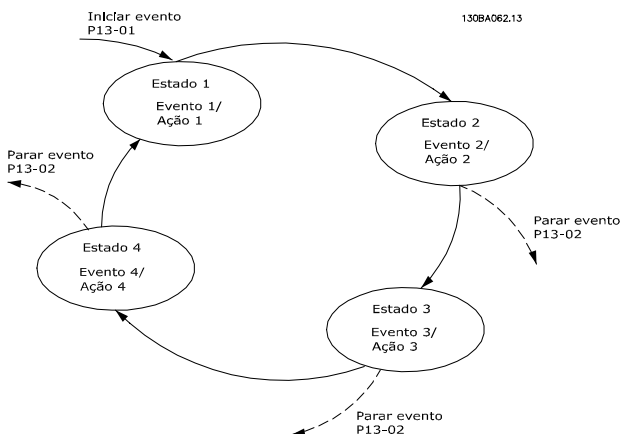 Iniciar evento
P13-01
130BA062.13
Estado 1
Evento 1/
Ação 1
Estado 2
Evento 2/
Ação 2
Parar evento
P13-02
Parar evento
P13-02
Estado 4
Evento 4/
Ação 4
Estado 3
Evento 3/
Ação 3
Parar evento
P13-02